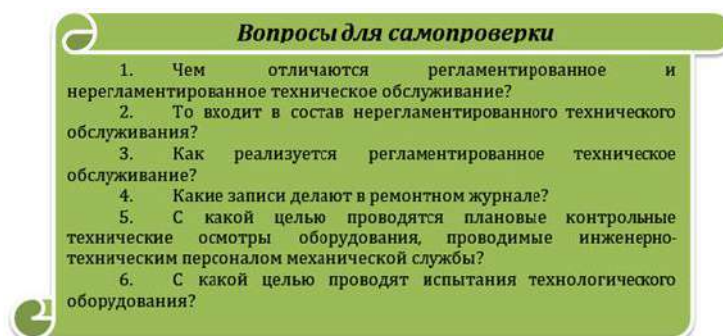 Вопросы для самопроверки
1. Чем отличаются регламентированное и
нерегламентированное техническое обслуживание?
2. То входит в состав нерегламентированного технического
обслуживания?
3. Как реализуется регламентированное техническое
обслуживание?
4. Какие записи делают в ремонтном журнале?
5. С какой целью проводятся плановые контрольные
технические осмотры оборудования, проводимые инженерно-
техническим персоналом механической службы?
6. С какой целью проводят испытания технологического
оборудования?